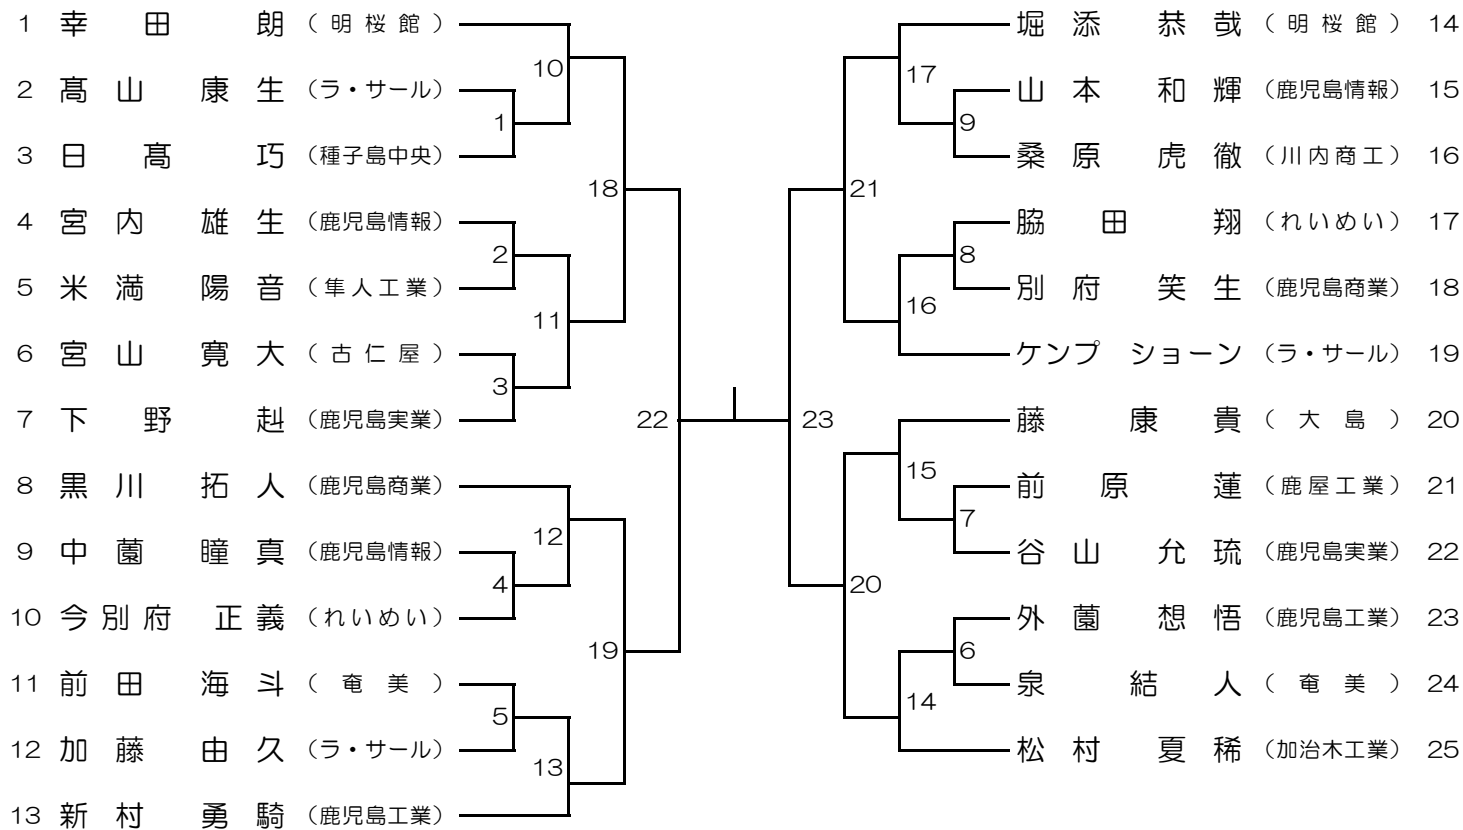 1 幸田 朗 (明桜館)
2 髙山 康生 (ラ・サール)
3 日髙 巧 (種子島中央)
4 宮内 雄生 (鹿児島情報)
5 米満 陽音 (隼人工業)
6 宮山 寛大 (古仁屋)
7 下野 赳 (鹿児島実業)
8 黒川 拓人 (鹿児島商業)
9 中薗 瞳真 (鹿児島情報)
10 今別府 正義 (れいめい)
11 前田 海斗 (奄美)
12 加藤 由久 (ラ・サール)
13 新村 勇騎 (鹿児島工業)
10
1
18
2
11
3
22
12
4
19
5
13
17
9
21
8
16
23
15
7
20
6
14
堀添 恭哉 (明桜館) 14
山本 和輝 (鹿児島情報) 15
桑原 虎徹 (川内商工) 16
脇田 翔 (れいめい) 17
別府 笑生 (鹿児島商業) 18
ケンプ ショーン (ラ・サール) 19
藤 康貴 (大島) 20
前原 蓮 (鹿屋工業) 21
谷山 允琉 (鹿児島実業) 22
外薗 想悟 (鹿児島工業) 23
泉 結人 (奄美) 24
松村 夏稀 (加治木工業) 25